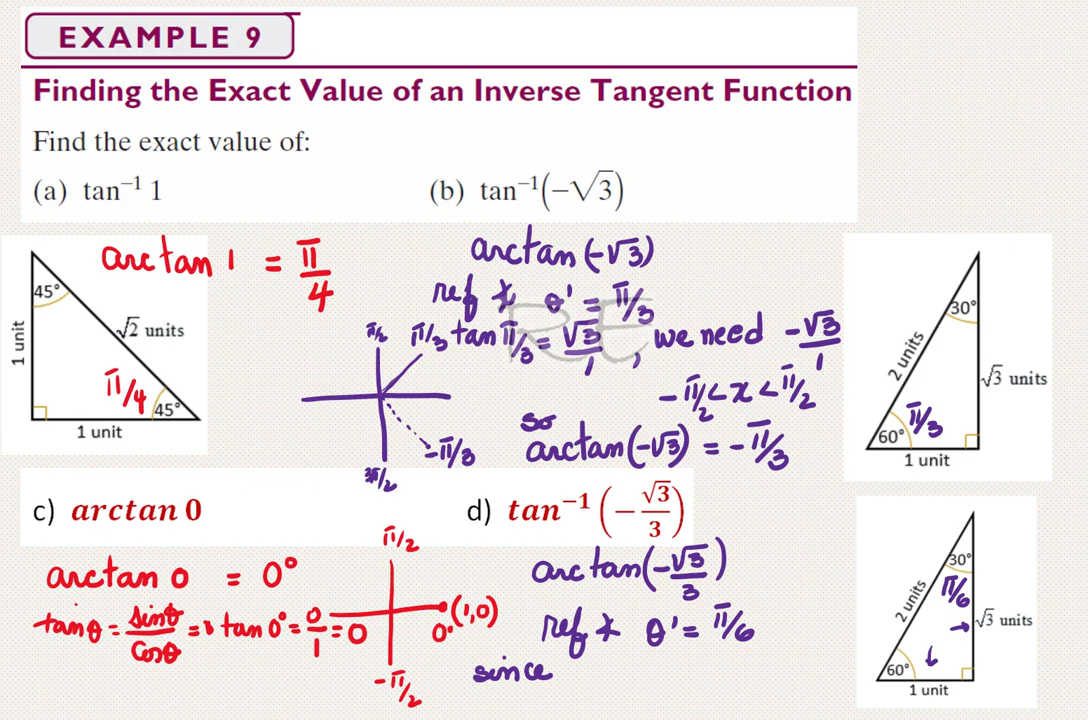 EXAMPLE 9
Finding the Exact Value of an Inverse Tangent Function
Find the exact value of:
(a) tan⁻¹ 1
(b) tan⁻¹(−√3)
45°
1 unit
√2 units
π/4
45°
1 unit
arctan 1 = π/4
arctan(-√3)
ref ∡ θ' = π/3
RE
π/2
π/3
tan π/3 = √3/1 , we need -√3/1
-π/2 < x < π/2
so
arctan(-√3) = -π/3
-π/3
3π/2
30°
2 units
√3 units
60°
π/3
1 unit
c) arctan 0
d) tan⁻¹(−√3/3)
arctan 0 = 0°
tan θ = sin θ/cos θ => tan 0° = 0/1 = 0
π/2
(1,0)
0°
-π/2
arctan(-√3/3)
ref ∡ θ' = π/6
since
30°
π/6
2 units
√3 units
60°
1 unit